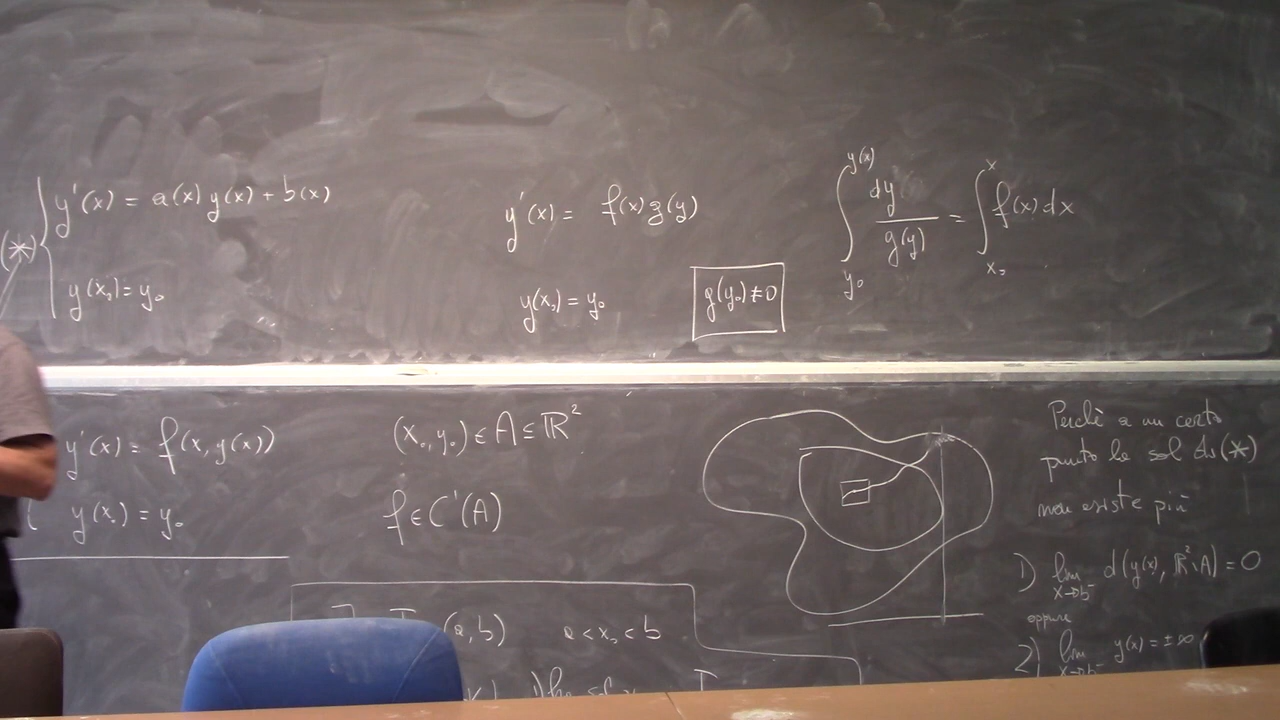 (*) { y'(x) = a(x) y(x) + b(x)
y(x₀) = y₀
y'(x) = f(x) g(y)
y(x₀) = y₀
g(y₀) ≠ 0
∫_{y₀}^{y(x)} dy / g(y) = ∫_{x₀}^{x} f(x) dx
y'(x) = f(x, y(x))
y(x₀) = y₀
(x₀, y₀) ∈ A ⊆ ℝ²
f ∈ C¹(A)
(a, b) a < x₀ < b
Perchè a un certo
punto la sol di (*)
non esiste più
1) lim_{x→b⁻} d(y(x), ℝ²∖A) = 0
oppure
2) lim_{x→b⁻} y(x) = ±∞